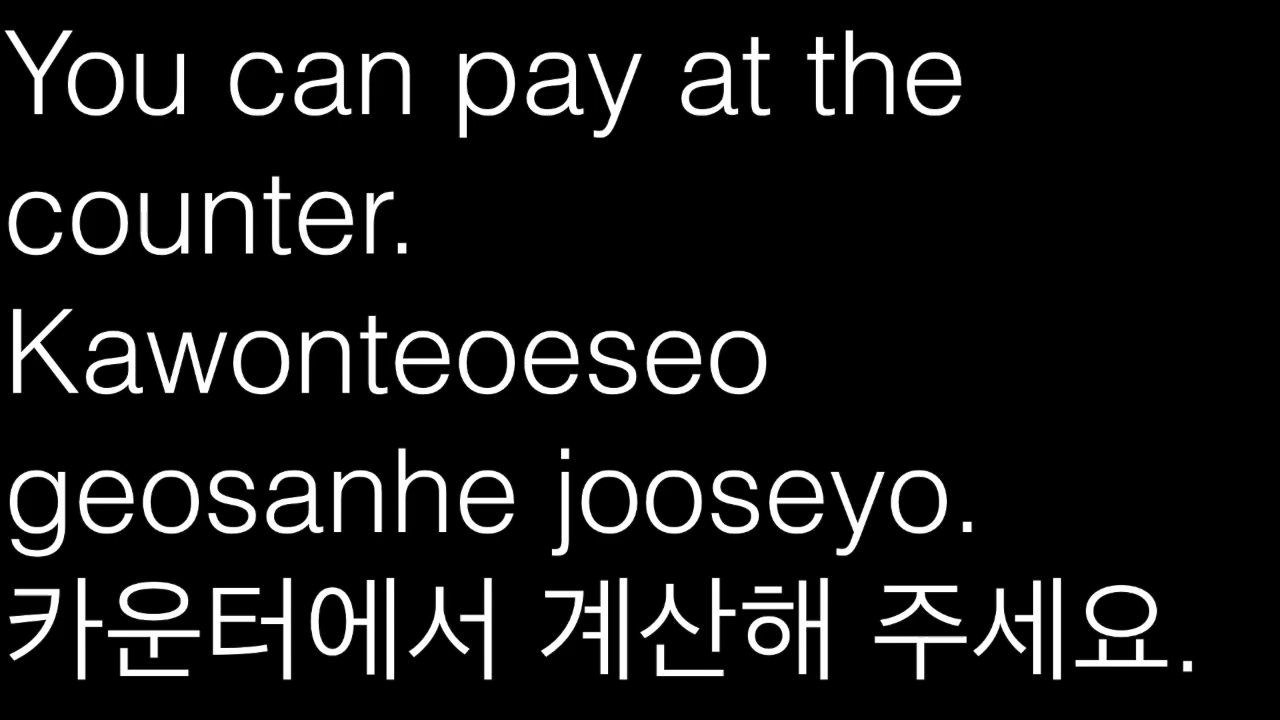 You can pay at the
counter.
Kawonteoeseo
geosanhe jooseyo.
카운터에서 계산해 주세요.